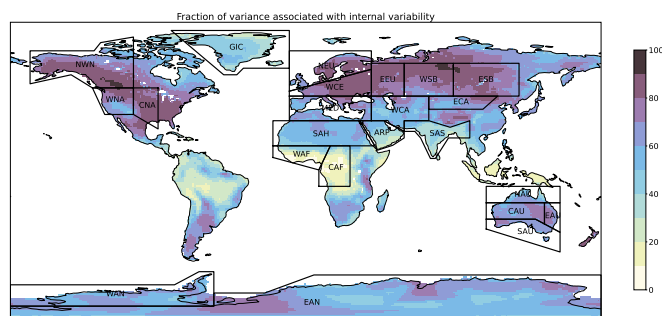 Fraction of variance associated with internal variability
GIC
NWN
NEU
WCE
EEU
WSB
ESB
WNA
CNA
MED
WCA
ECA
SAH
ARP
SAS
WAF
CAF
NAU
CAU
EAU
SAU
WAN
EAN
100
80
60
40
20
0